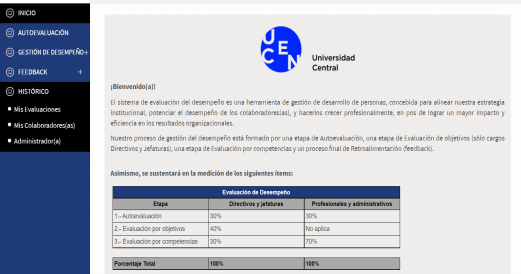 INICIO
AUTOEVALUACIÓN
GESTIÓN DE DESEMPEÑO+
FEEDBACK +
HISTÓRICO
Mis Evaluaciones
Mis Colaboradores(as)
Administrador(a)
UCEN
Universidad
Central
¡Bienvenido(a)!
El sistema de evaluación del desempeño es una herramienta de gestión de desarrollo de personas, concebida para alinear nuestra estrategia
institucional, potenciar el desempeño de los colaboradores(as), y hacerlos crecer profesionalmente, en pos de lograr un mayor impacto y
eficiencia en los resultados organizacionales.
Nuestro proceso de gestión del desempeño está formado por una etapa de Autoevaluación, una etapa de Evaluación de objetivos (sólo cargos
Directivos y Jefaturas), una etapa de Evaluación por competencias y un proceso final de Retroalimentación (feedback).
Asimismo, se sustentará en la medición de los siguientes ítems:
Evaluación de Desempeño
Etapa Directivos y jefaturas Profesionales y administrativos
1.- Autoevaluación 30% 30%
2.- Evaluación por objetivos 40% No aplica
3.- Evaluación por competencias 30% 70%
Porcentaje Total 100% 100%